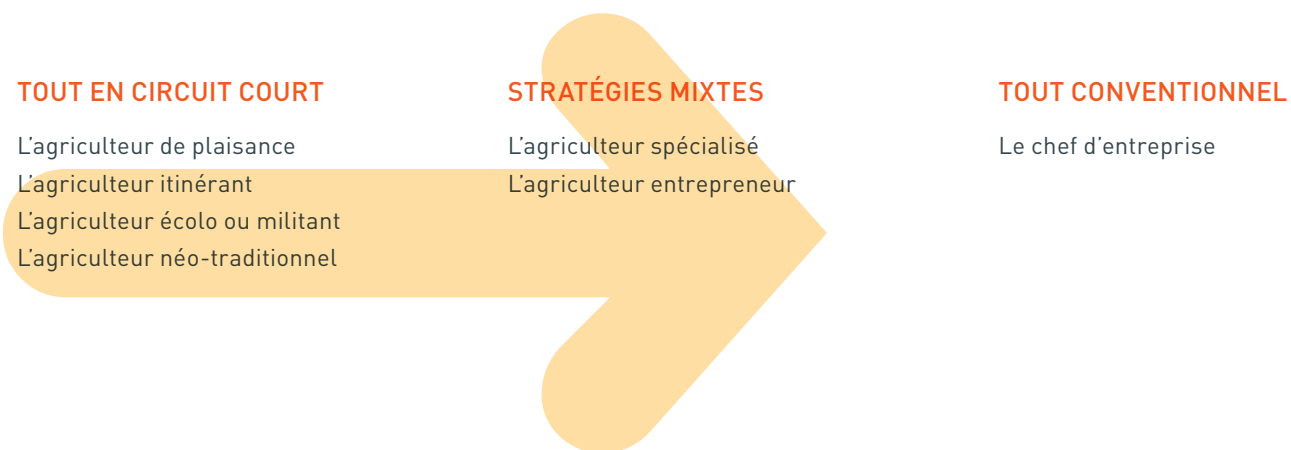 TOUT EN CIRCUIT COURT
L'agriculteur de plaisance
L'agriculteur itinérant
L'agriculteur écolo ou militant
L'agriculteur néo-traditionnel
STRATÉGIES MIXTES
L'agriculteur spécialisé
L'agriculteur entrepreneur
TOUT CONVENTIONNEL
Le chef d'entreprise